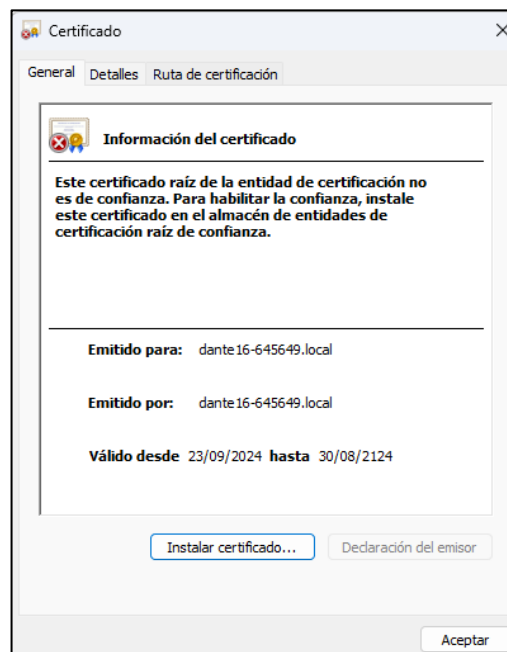 Certificado
General Detalles Ruta de certificación
Información del certificado
Este certificado raíz de la entidad de certificación no
es de confianza. Para habilitar la confianza, instale
este certificado en el almacén de entidades de
certificación raíz de confianza.
Emitido para: dante16-645649.local
Emitido por: dante16-645649.local
Válido desde 23/09/2024 hasta 30/08/2124
Instalar certificado... Declaración del emisor
Aceptar